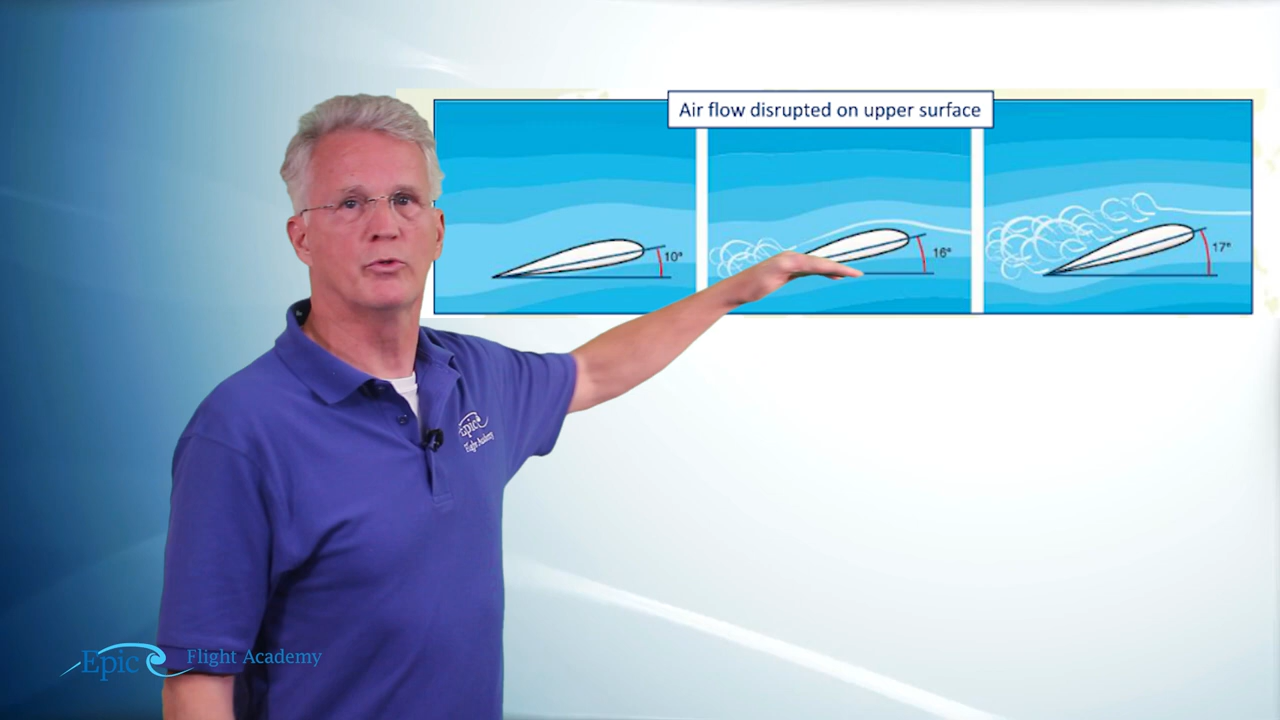 Air flow disrupted on upper surface
10°
16°
17°
Epic
Flight Academy
Epic Flight Academy